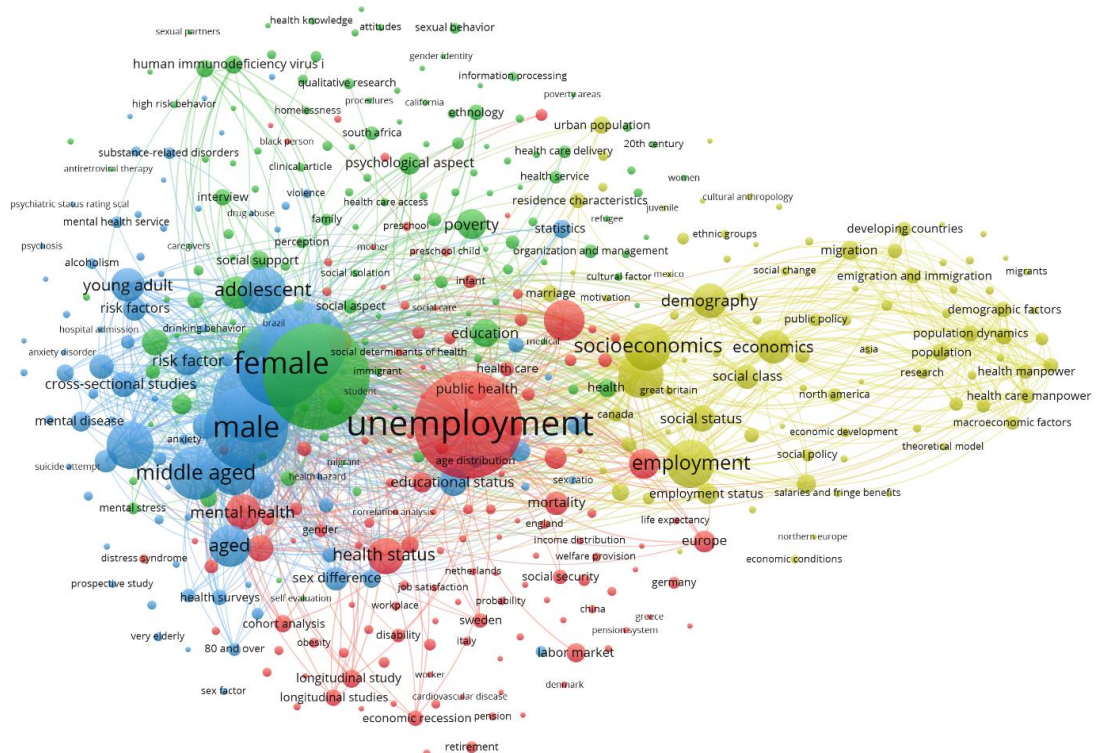 health knowledge
attitudes
sexual behavior
sexual partners
gender identity
human immunodeficiency virus i
information processing
qualitative research
poverty areas
high risk behavior
procedures
california
homelessness
ethnology
south africa
urban population
black person
20th century
substance-related disorders
health care delivery
antiretroviral therapy
clinical article
psychological aspect
health service
women
psychiatric status rating scal
interview
violence
health care access
residence characteristics
cultural anthropology
drug abuse
juvenile
mental health service
family
preschool
poverty
statistics
refugee
developing countries
psychosis
caregivers
perception
mother
preschool child
organization and management
ethnic groups
migration
alcoholism
social support
social isolation
infant
cultural factor
mexico
social change
emigration and immigration
migrants
young adult
adolescent
social aspect
social care
marriage
motivation
demography
demographic factors
risk factors
public policy
hospital admission
drinking behavior
brazil
education
population dynamics
anxiety disorder
risk factor
female
social determinants of health
medical
socioeconomics
economics
asia
population
cross-sectional studies
immigrant
health care
social class
research
health manpower
student
public health
health
great britain
north america
health care manpower
mental disease
male
unemployment
canada
social status
macroeconomic factors
anxiety
economic development
theoretical model
suicide attempt
middle aged
migrant
age distribution
employment
social policy
health hazard
educational status
sex ratio
employment status
salaries and fringe benefits
mental stress
mental health
correlation analysis
mortality
gender
england
life expectancy
aged
health status
income distribution
europe
northern europe
distress syndrome
welfare provision
economic conditions
prospective study
sex difference
netherlands
social security
germany
health surveys
self evaluation
job satisfaction
workplace
probability
china
cohort analysis
sweden
greece
very elderly
80 and over
obesity
disability
italy
pension system
labor market
sex factor
longitudinal study
worker
denmark
longitudinal studies
cardiovascular disease
economic recession
pension
retirement